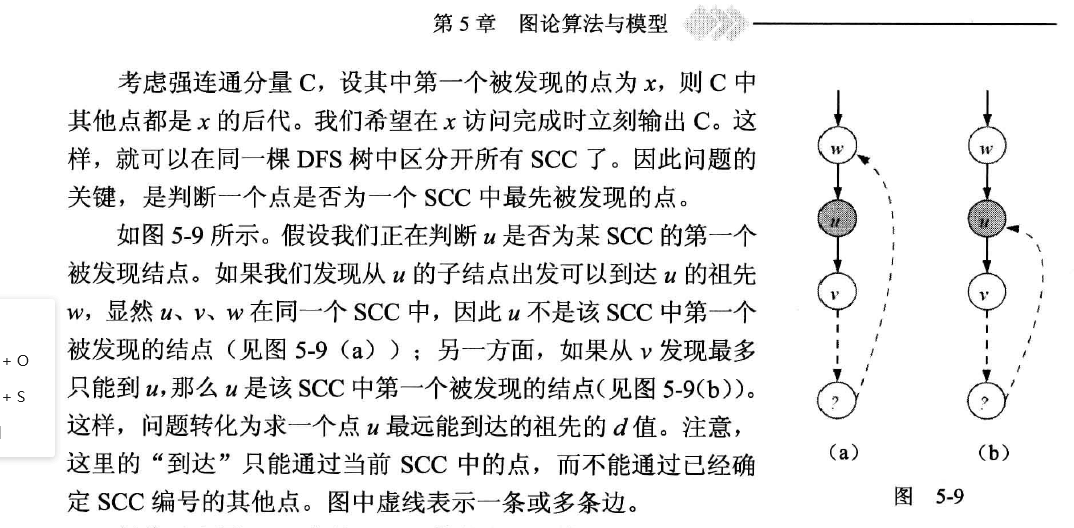 第 5 章 图论算法与模型
考虑强连通分量 C，设其中第一个被发现的点为 x，则 C 中
其他点都是 x 的后代。我们希望在 x 访问完成时立刻输出 C。这
样，就可以在同一棵 DFS 树中区分开所有 SCC 了。因此问题的
关键，是判断一个点是否为一个 SCC 中最先被发现的点。
如图 5-9 所示。假设我们正在判断 u 是否为某 SCC 的第一个
被发现结点。如果我们发现从 u 的子结点出发可以到达 u 的祖先
w，显然 u、v、w 在同一个 SCC 中，因此 u 不是该 SCC 中第一个
被发现的结点（见图 5-9（a））；另一方面，如果从 v 发现最多
只能到 u，那么 u 是该 SCC 中第一个被发现的结点（见图 5-9(b)）。
这样，问题转化为求一个点 u 最远能到达的祖先的 d 值。注意，
这里的“到达”只能通过当前 SCC 中的点，而不能通过已经确
定 SCC 编号的其他点。图中虚线表示一条或多条边。
+ O
+ S
w
u
v
?
（a）
w
u
v
?
（b）
图 5-9